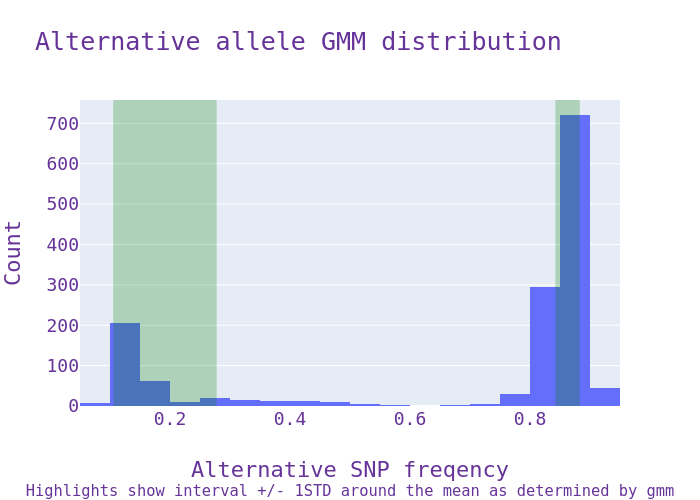 Alternative allele GMM distribution
700
600
500
400
300
200
100
0
Count
0.2 0.4 0.6 0.8
Alternative SNP freqency
Highlights show interval +/- 1STD around the mean as determined by gmm